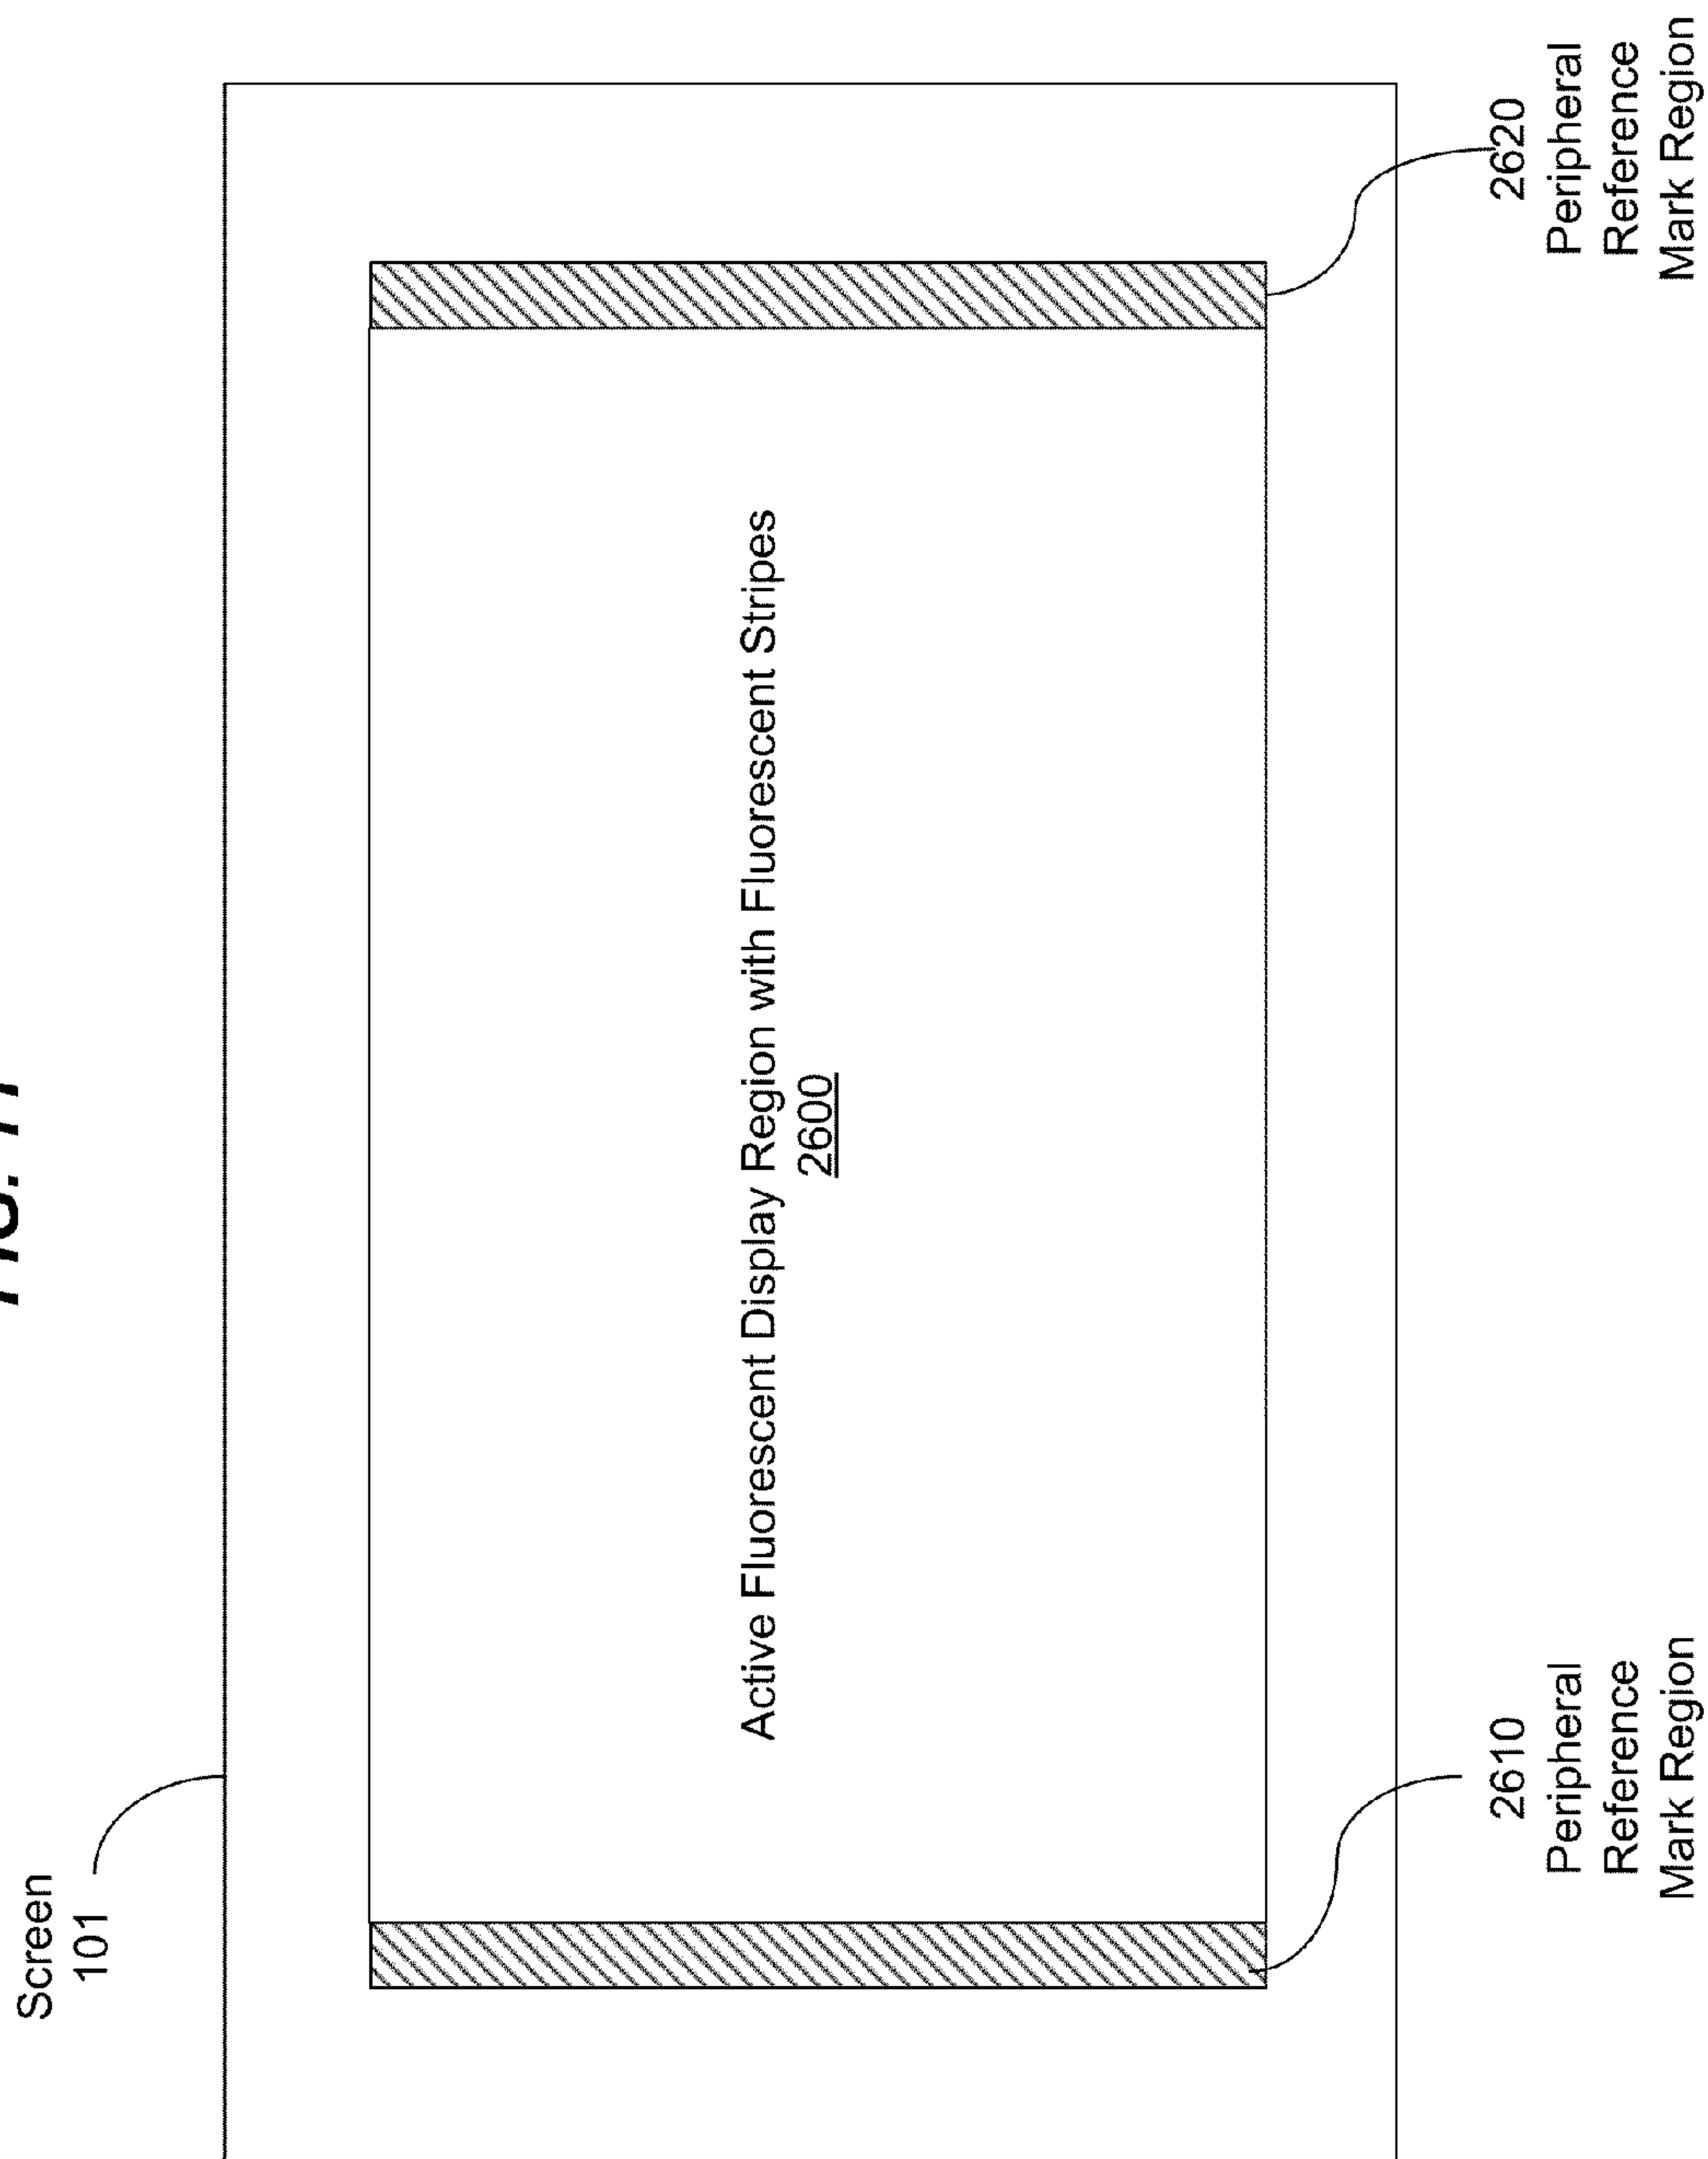 FIG.
Screen
101
Active Fluorescent Display Region with Fluorescent Stripes
2600
2610
Peripheral
Reference
Mark Region
2620
Peripheral
Reference
Mark Region